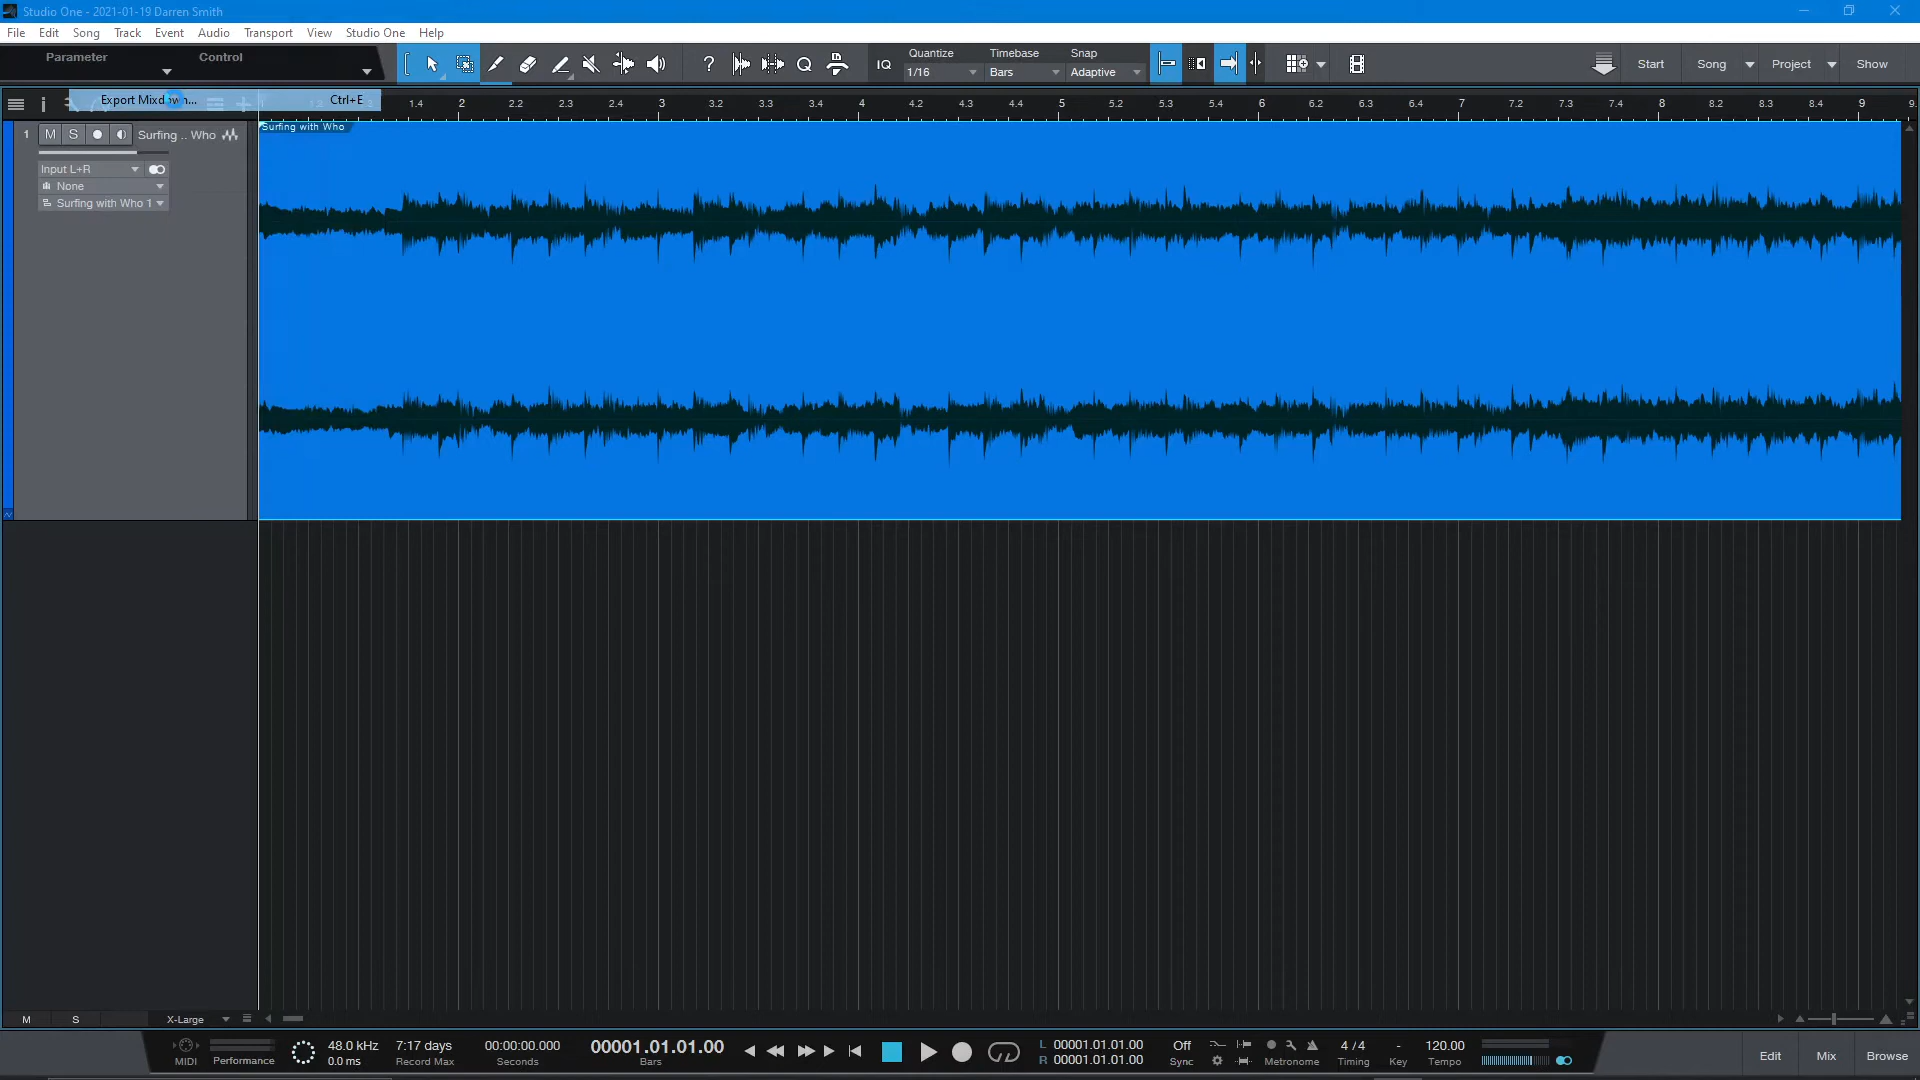 Studio One - 2021-01-19 Darren Smith
File Edit Song Track Event Audio Transport View Studio One Help
Parameter Control
IQ
Quantize 1/16
Timebase Bars
Snap Adaptive
Start Song Project Show
Export Mixdown... Ctrl+E
1.4 2 2.2 2.3 2.4 3 3.2 3.3 3.4 4 4.2 4.3 4.4 5 5.2 5.3 5.4 6 6.2 6.3 6.4 7 7.2 7.3 7.4 8 8.2 8.3 8.4 9
1 M S Surfing .. Who
Surfing with Who
Input L+R
None
Surfing with Who 1
M S X-Large
MIDI
Performance
48.0 kHz
0.0 ms
7:17 days
Record Max
00:00:00.000
Seconds
00001.01.01.00
Bars
L 00001.01.01.00
R 00001.01.01.00
Off
Sync
Metronome
4 / 4
Timing
-
Key
120.00
Tempo
Edit Mix Browse